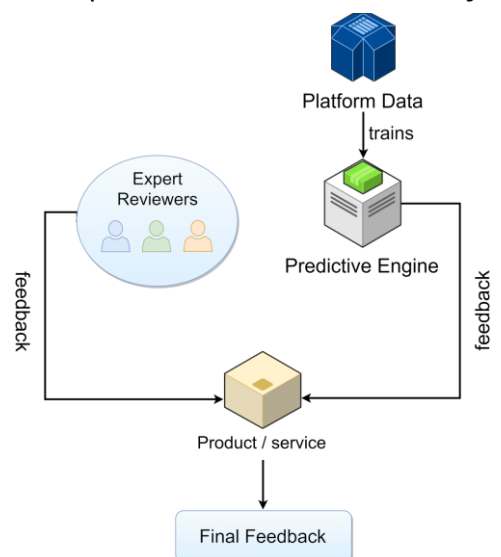 Platform Data
trains
Expert
Reviewers
Predictive Engine
feedback
feedback
Product / service
Final Feedback